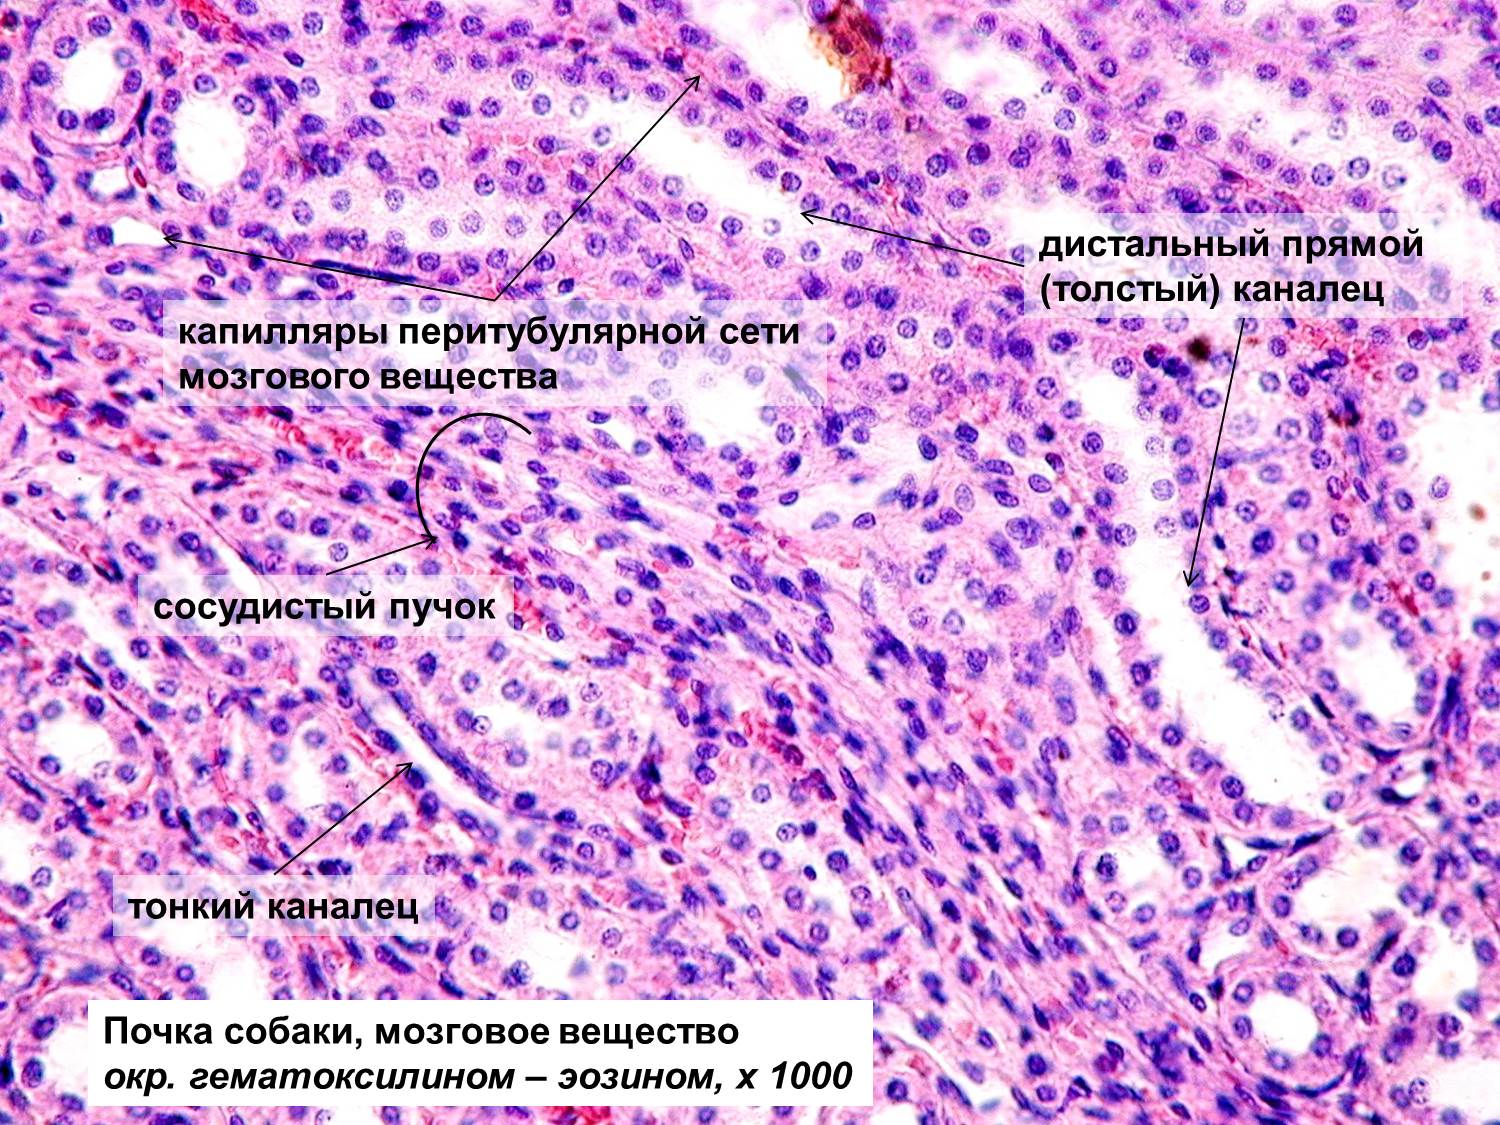 дистальный прямой
(толстый) каналец
капилляры перитубулярной сети
мозгового вещества
сосудистый пучок
тонкий каналец
Почка собаки, мозговое вещество
окр. гематоксилином – эозином, х 1000